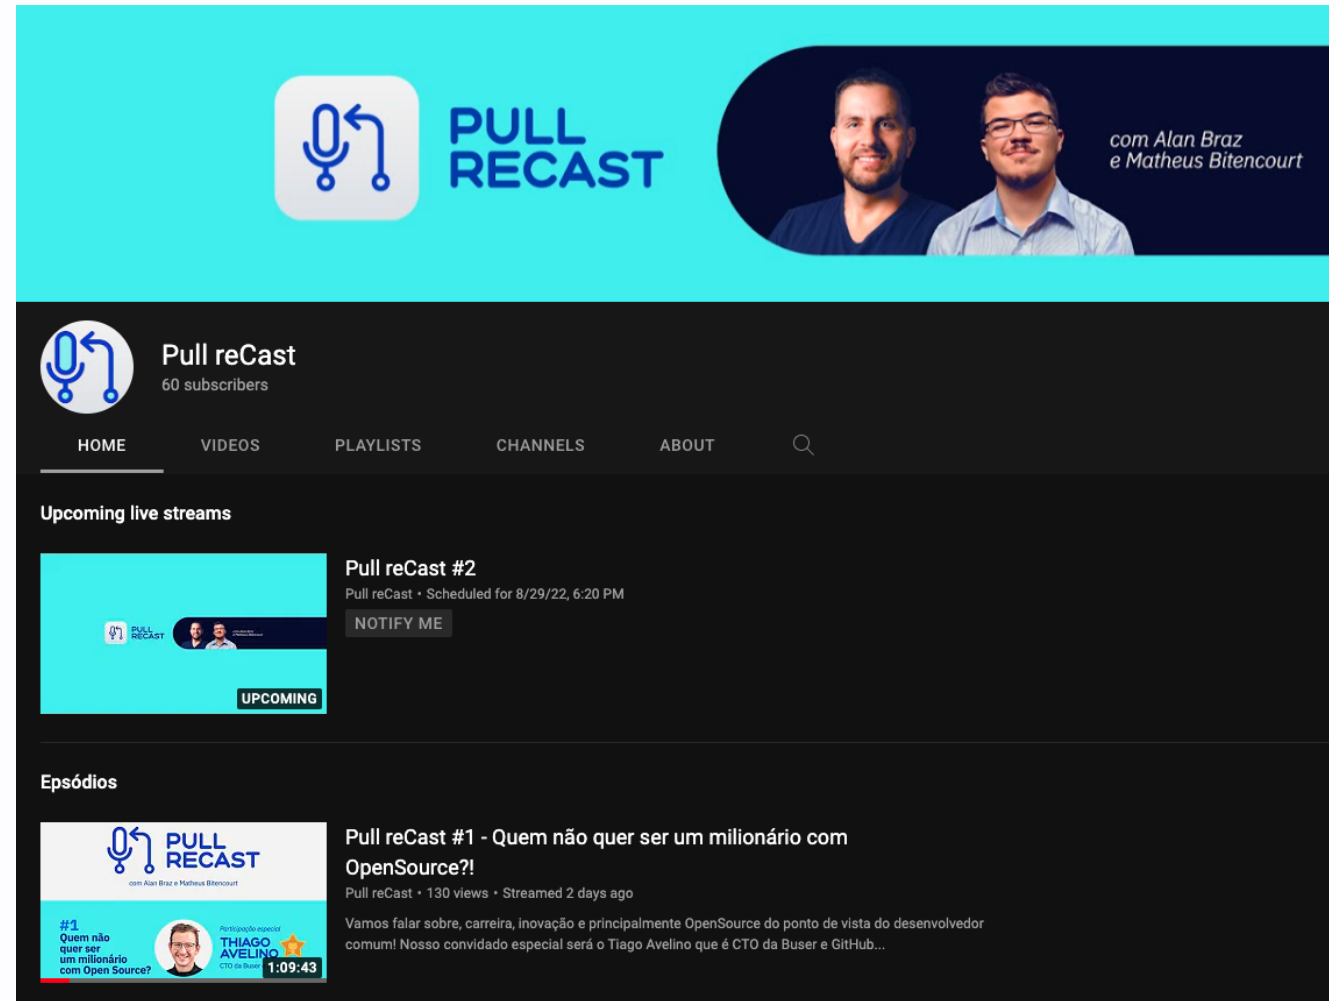 PULL
RECAST
com Alan Braz
e Matheus Bitencourt
Pull reCast
60 subscribers
HOME VIDEOS PLAYLISTS CHANNELS ABOUT
Upcoming live streams
PULL
RECAST
UPCOMING
Pull reCast #2
Pull reCast • Scheduled for 8/29/22, 6:20 PM
NOTIFY ME
Epsódios
PULL
RECAST
com Alan Braz e Matheus Bitencourt
#1
Quem não
quer ser
um milionário
com Open Source?
Participação especial
THIAGO
AVELINO
CTO da Buser
1:09:43
Pull reCast #1 - Quem não quer ser um milionário com
OpenSource?!
Pull reCast • 130 views • Streamed 2 days ago
Vamos falar sobre, carreira, inovação e principalmente OpenSource do ponto de vista do desenvolvedor
comum! Nosso convidado especial será o Tiago Avelino que é CTO da Buser e GitHub...